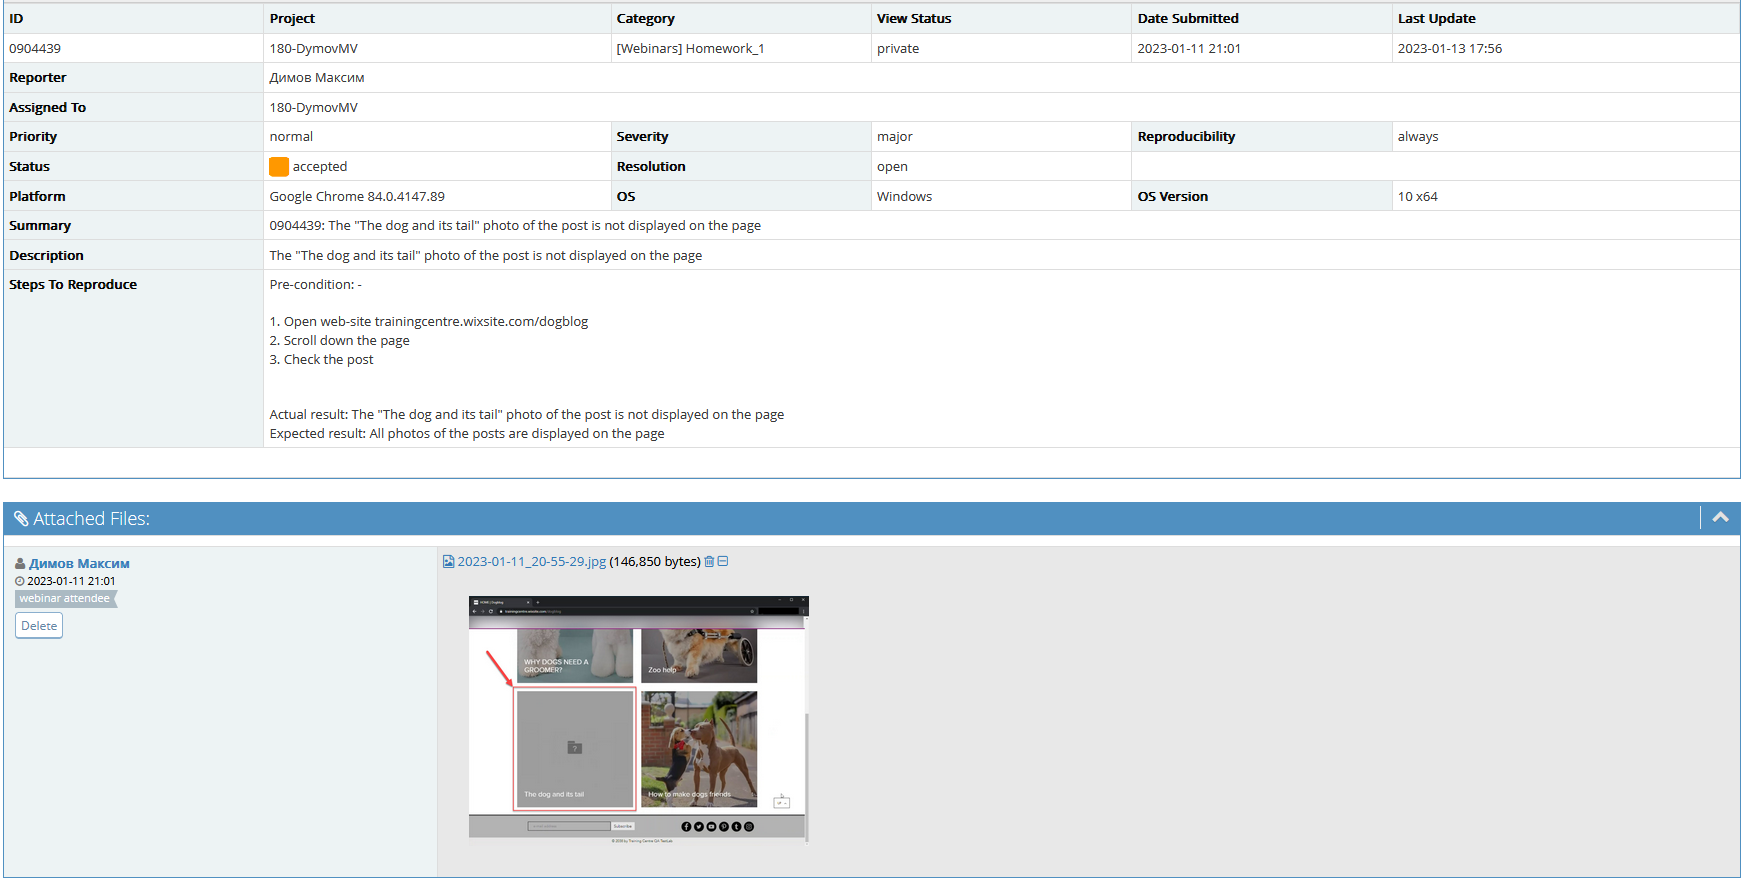 ID Project Category View Status Date Submitted Last Update
0904439 180-DymovMV [Webinars] Homework_1 private 2023-01-11 21:01 2023-01-13 17:56
Reporter Димов Максим
Assigned To 180-DymovMV
Priority normal Severity major Reproducibility always
Status accepted Resolution open
Platform Google Chrome 84.0.4147.89 OS Windows OS Version 10 x64
Summary 0904439: The "The dog and its tail" photo of the post is not displayed on the page
Description The "The dog and its tail" photo of the post is not displayed on the page
Steps To Reproduce Pre-condition: -
1. Open web-site trainingcentre.wixsite.com/dogblog
2. Scroll down the page
3. Check the post
Actual result: The "The dog and its tail" photo of the post is not displayed on the page
Expected result: All photos of the posts are displayed on the page
Attached Files:
Димов Максим
2023-01-11 21:01
webinar attendee
Delete
2023-01-11_20-55-29.jpg (146,850 bytes)
HOME | Dogblog
trainingcentre.wixsite.com/dogblog
WHY DOGS NEED A
GROOMER?
Zoo help
The dog and its tail
How to make dogs friends
Subscribe